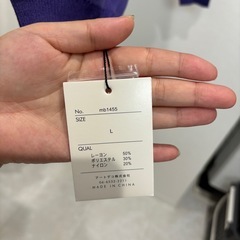 No. mb1455
SIZE
L
QUAL
レーヨン 50%
ポリエステル 30%
ナイロン 20%
MADE IN CHINA